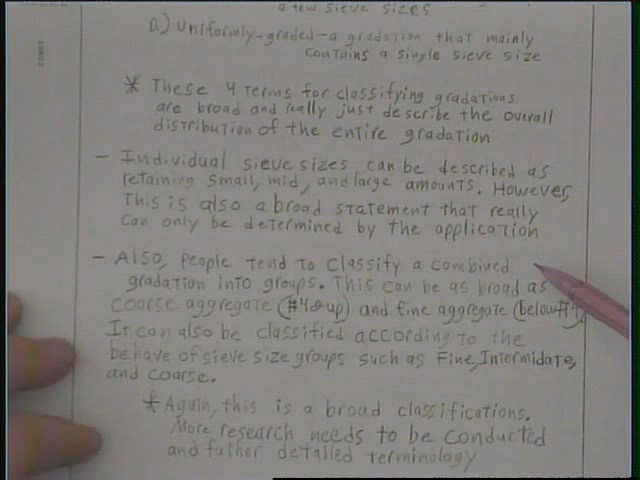 a few sieve sizes
D.) Uniformly-graded-a gradation that mainly
contains a single sieve size
* These 4 terms for classifying gradations
are broad and really just describe the overall
distribution of the entire gradation
- Individual sieve sizes can be described as
retaining small, mid, and large amounts. However,
This is also a broad statement that really
can only be determined by the application
- Also, people tend to classify a combined
gradation into groups. This can be as broad as
coarse aggregate (#4&up) and fine aggregate (below#4).
It can also be classified according to the
behave of sieve size groups such as Fine, Intermidate,
and coarse.
* Again, this is a broad classifications.
More research needs to be conducted
and futher detailed terminology